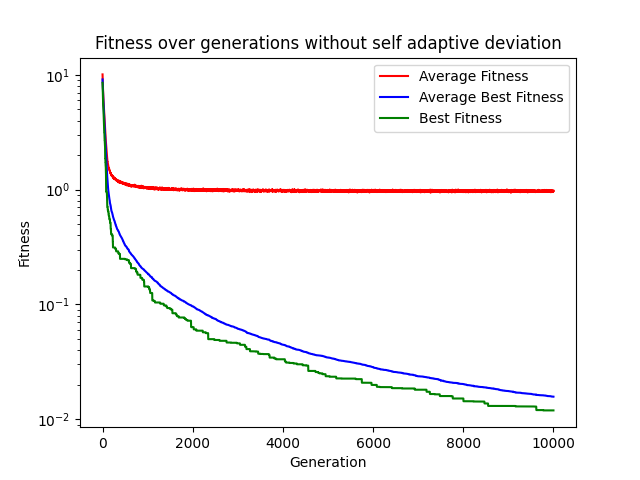 Fitness over generations without self adaptive deviation
Average Fitness
Average Best Fitness
Best Fitness
10¹
10⁰
10⁻¹
10⁻²
Fitness
0 2000 4000 6000 8000 10000
Generation